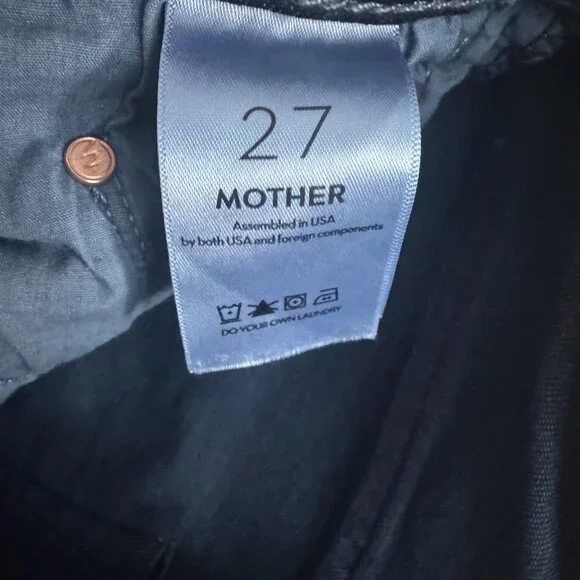 27
MOTHER
Assembled in USA
by both USA and foreign components
DO YOUR OWN LAUNDRY